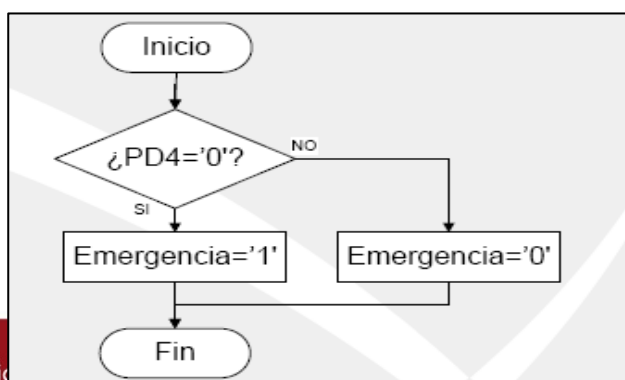 Inicio
¿PD4='0'?
NO
SI
Emergencia='1'
Emergencia='0'
Fin